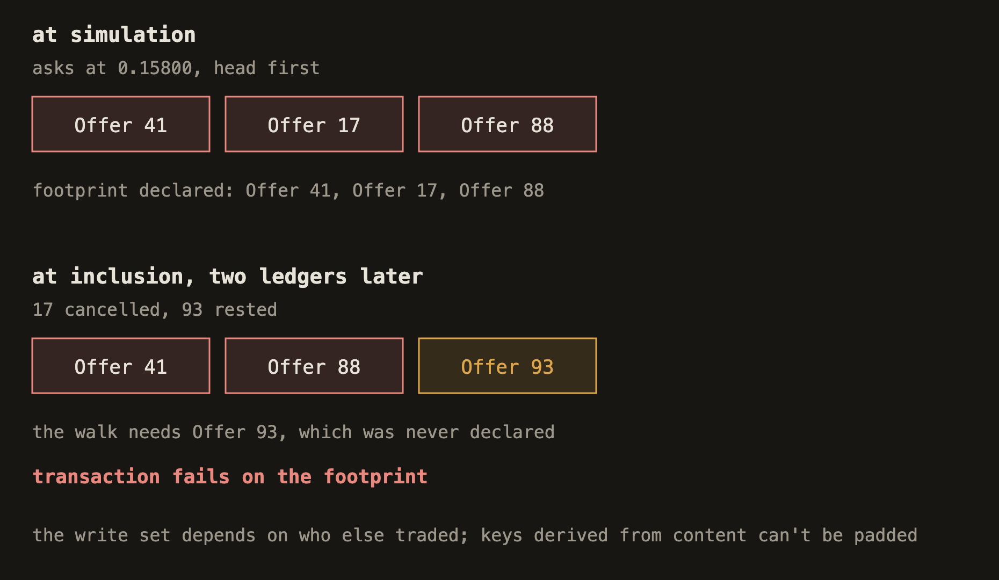 at simulation
asks at 0.15800, head first
Offer 41
Offer 17
Offer 88
footprint declared: Offer 41, Offer 17, Offer 88
at inclusion, two ledgers later
17 cancelled, 93 rested
Offer 41
Offer 88
Offer 93
the walk needs Offer 93, which was never declared
transaction fails on the footprint
the write set depends on who else traded; keys derived from content can't be padded